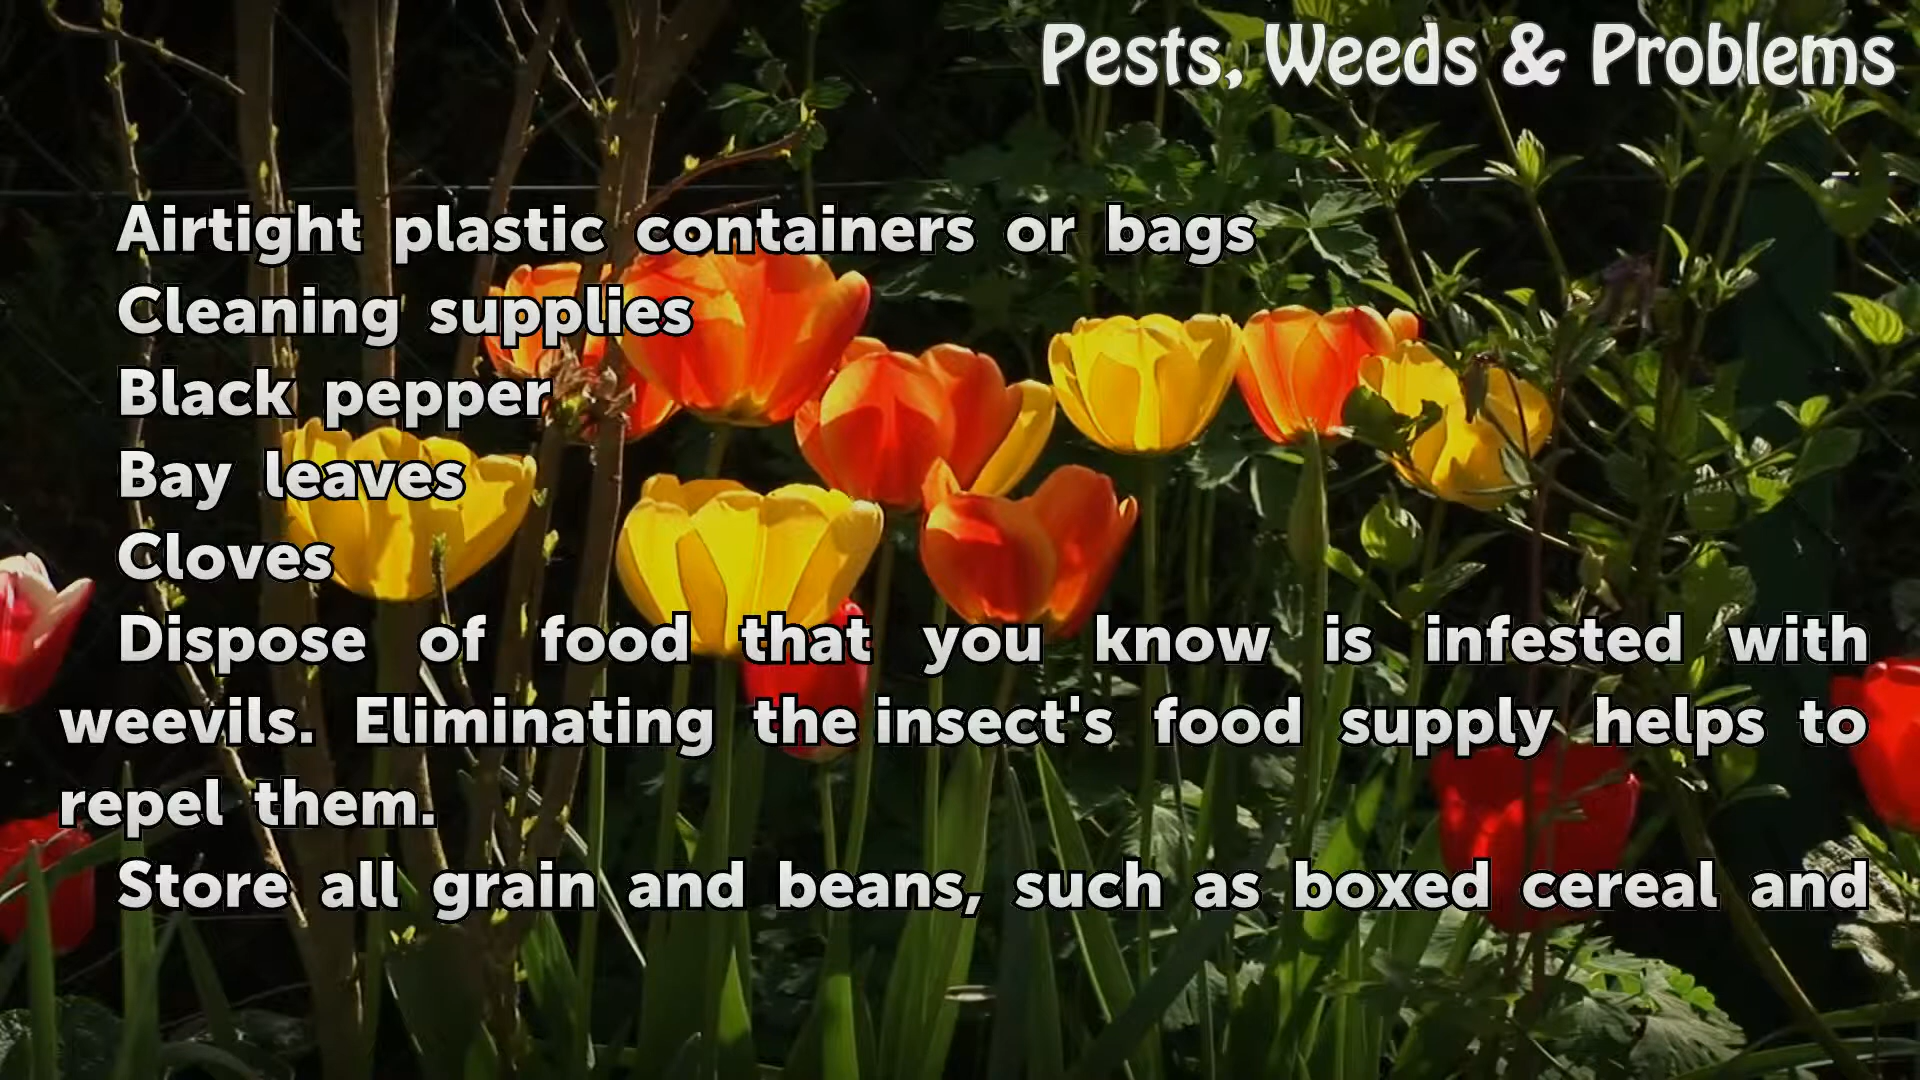 Pests, Weeds & Problems
Airtight plastic containers or bags
Cleaning supplies
Black pepper
Bay leaves
Cloves
Dispose of food that you know is infested with
weevils. Eliminating the insect's food supply helps to
repel them.
Store all grain and beans, such as boxed cereal and